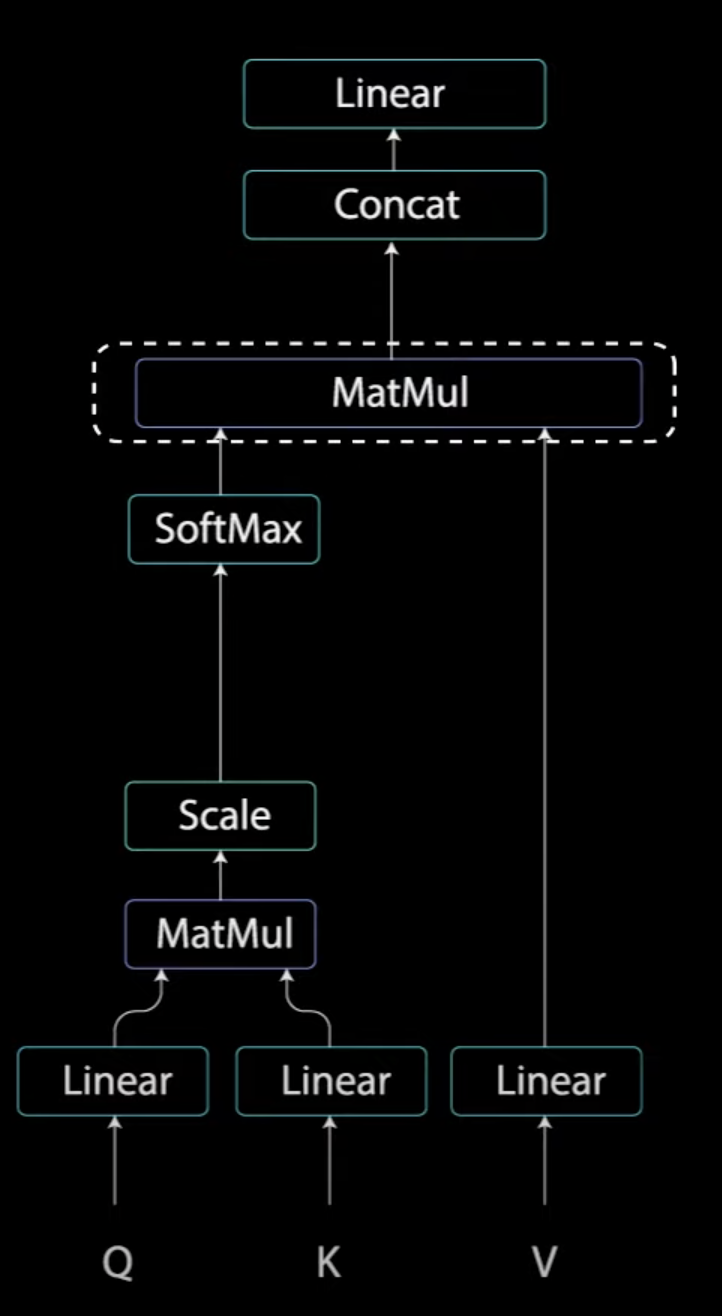 Linear
Concat
MatMul
SoftMax
Scale
MatMul
Linear Linear Linear
Q K V